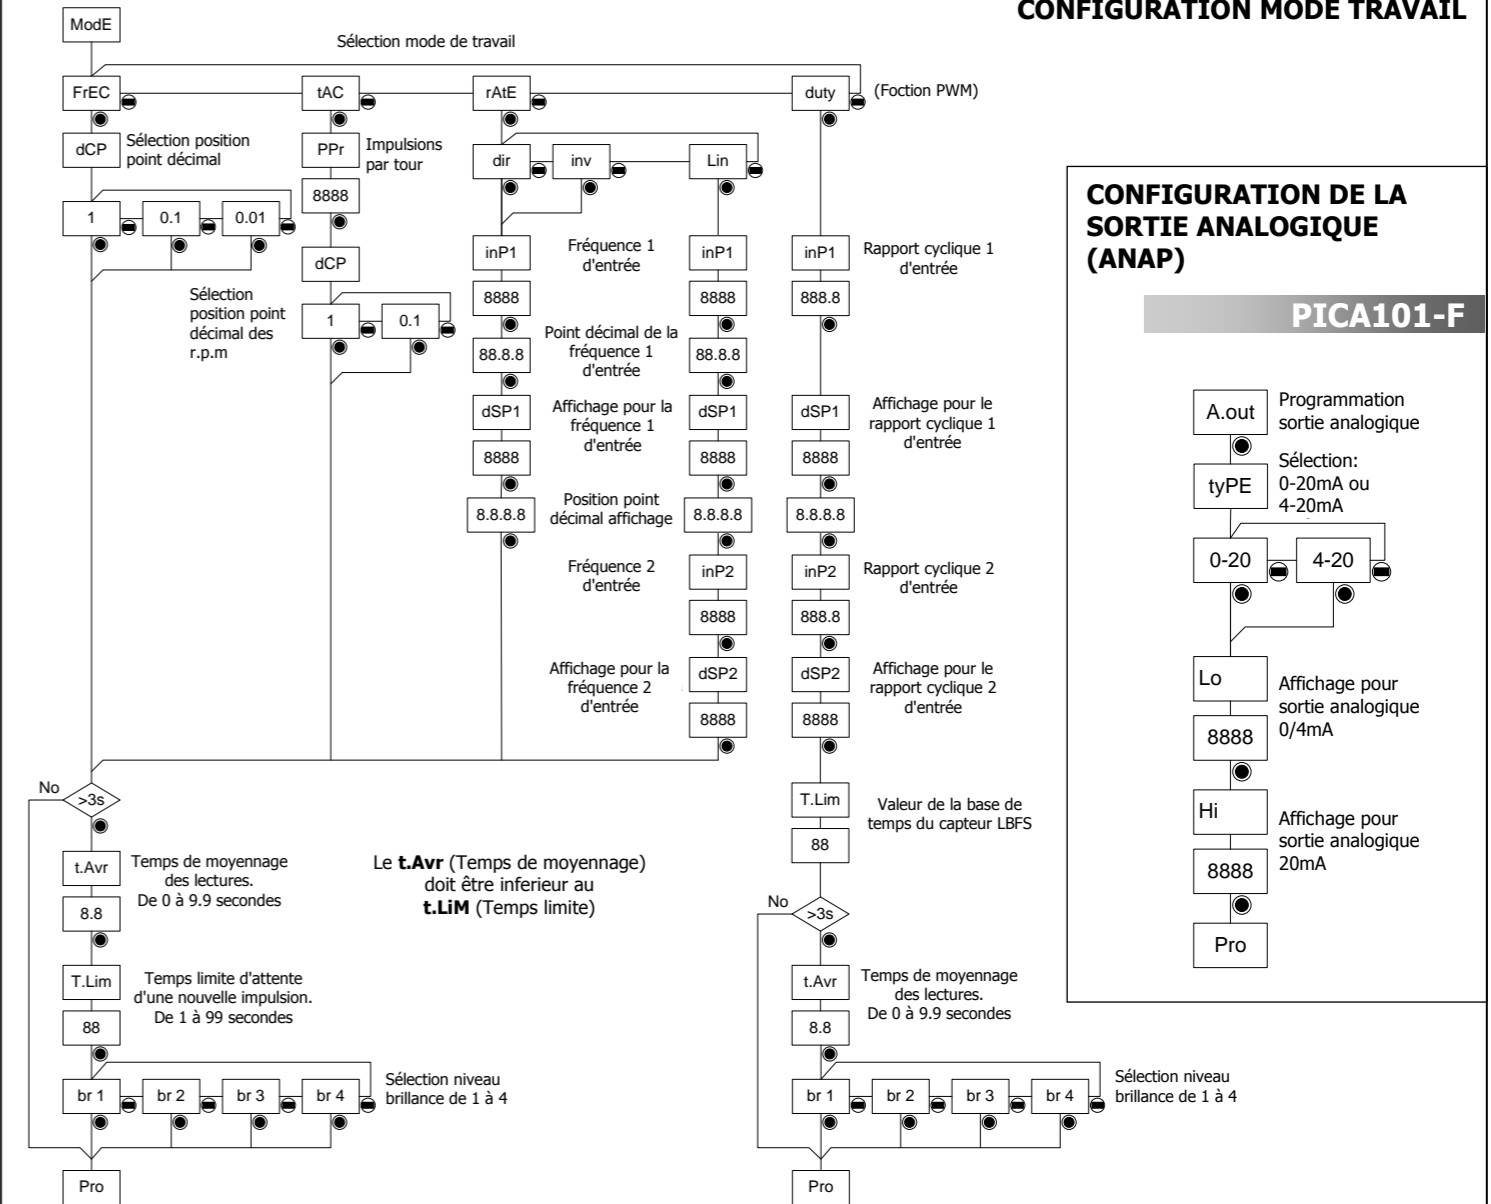 CONFIGURATION MODE TRAVAIL
ModE
Sélection mode de travail
FrEC
tAC
rAtE
duty
(Foction PWM)
dCP
Sélection position
point décimal
PPr
Impulsions
par tour
dir
inv
Lin
8888
1
0.1
0.01
dCP
inP1
Fréquence 1
d'entrée
inP1
inP1
Rapport cyclique 1
d'entrée
8888
8888
888.8
Sélection
position point
décimal des
r.p.m
1
0.1
88.8.8
Point décimal de la
fréquence 1
d'entrée
88.8.8
dSP1
Affichage pour la
fréquence 1
d'entrée
dSP1
dSP1
Affichage pour le
rapport cyclique 1
d'entrée
8888
8888
8888
8.8.8.8
Position point
décimal affichage
8.8.8.8
8.8.8.8
Fréquence 2
d'entrée
inP2
inP2
Rapport cyclique 2
d'entrée
8888
888.8
Affichage pour la
fréquence 2
d'entrée
dSP2
dSP2
Affichage pour le
rapport cyclique 2
d'entrée
8888
8888
No
>3s
t.Avr
Temps de moyennage
des lectures.
De 0 à 9.9 secondes
8.8
Le t.Avr (Temps de moyennage)
doit être inferieur au
t.LiM (Temps limite)
T.Lim
Temps limite d'attente
d'une nouvelle impulsion.
De 1 à 99 secondes
88
br 1
br 2
br 3
br 4
Sélection niveau
brillance de 1 à 4
Pro
T.Lim
Valeur de la base de
temps du capteur LBFS
88
No
>3s
t.Avr
Temps de moyennage
des lectures.
De 0 à 9.9 secondes
8.8
br 1
br 2
br 3
br 4
Sélection niveau
brillance de 1 à 4
Pro
CONFIGURATION DE LA
SORTIE ANALOGIQUE
(ANAP)
PICA101-F
A.out
Programmation
sortie analogique
tyPE
Sélection:
0-20mA ou
4-20mA
0-20
4-20
Lo
Affichage pour
sortie analogique
0/4mA
8888
Hi
Affichage pour
sortie analogique
20mA
8888
Pro